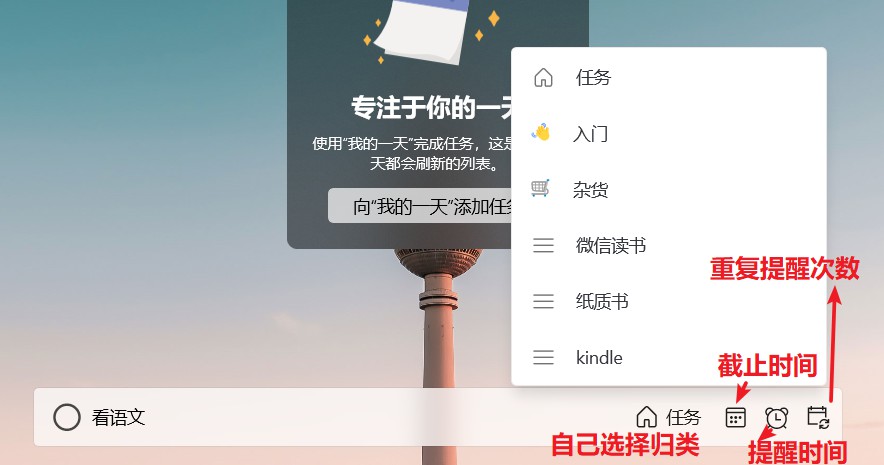 专注于你的一天
使用“我的一天”完成任务，这是
天都会刷新的列表。
向“我的一天”添加任务
任务
入门
杂货
微信读书
纸质书
kindle
重复提醒次数
截止时间
看语文
任务
自己选择归类
提醒时间